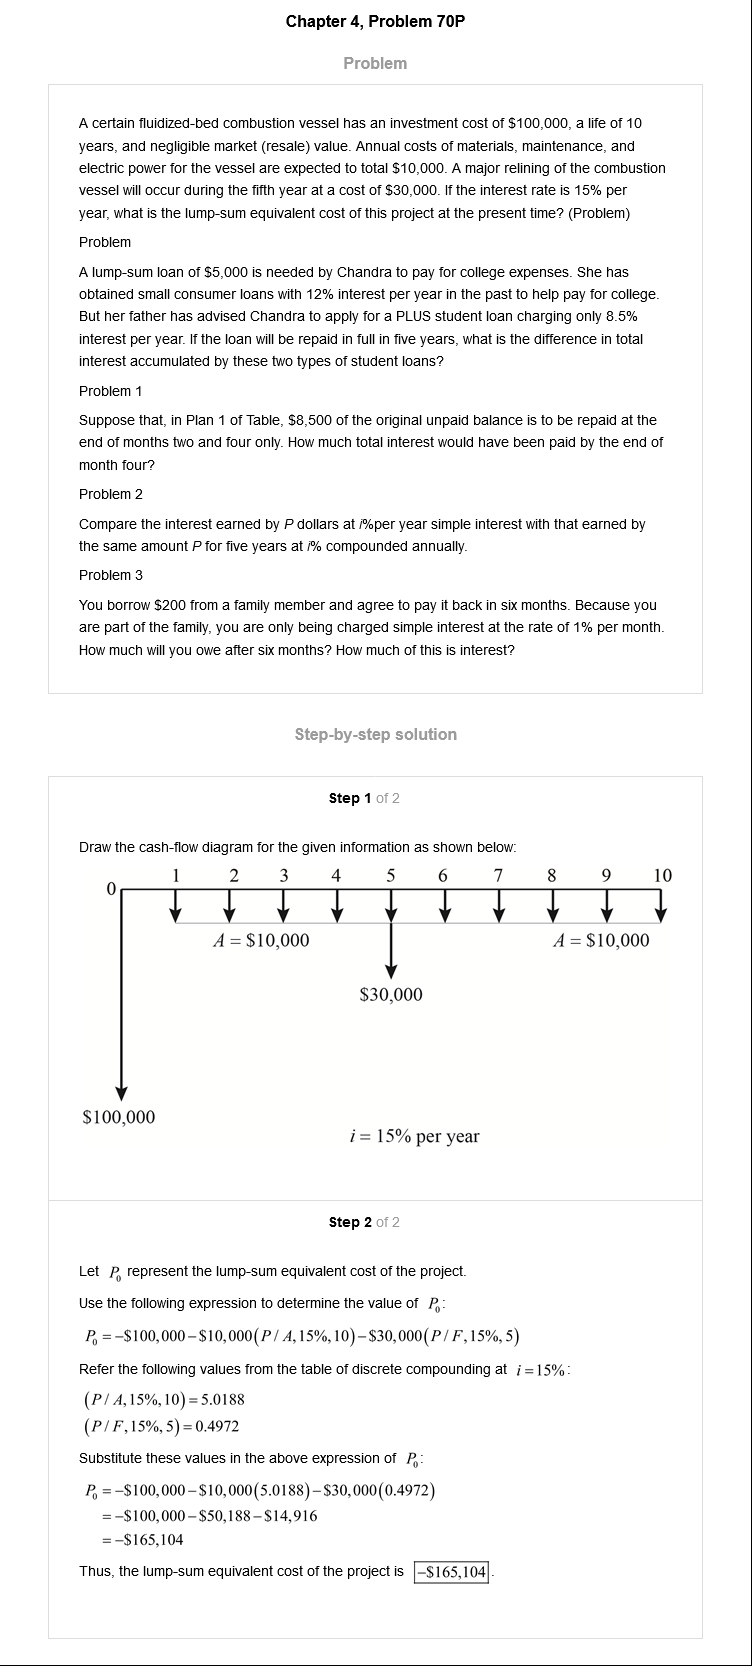 Chapter 4, Problem 70P
Problem
A certain fluidized-bed combustion vessel has an investment cost of $100,000, a life of 10
years, and negligible market (resale) value. Annual costs of materials, maintenance, and
electric power for the vessel are expected to total $10,000. A major relining of the combustion
vessel will occur during the fifth year at a cost of $30,000. If the interest rate is 15% per
year, what is the lump-sum equivalent cost of this project at the present time? (Problem)
Problem
A lump-sum loan of $5,000 is needed by Chandra to pay for college expenses. She has
obtained small consumer loans with 12% interest per year in the past to help pay for college.
But her father has advised Chandra to apply for a PLUS student loan charging only 8.5%
interest per year. If the loan will be repaid in full in five years, what is the difference in total
interest accumulated by these two types of student loans?
Problem 1
Suppose that, in Plan 1 of Table, $8,500 of the original unpaid balance is to be repaid at the
end of months two and four only. How much total interest would have been paid by the end of
month four?
Problem 2
Compare the interest earned by P dollars at i%per year simple interest with that earned by
the same amount P for five years at i% compounded annually.
Problem 3
You borrow $200 from a family member and agree to pay it back in six months. Because you
are part of the family, you are only being charged simple interest at the rate of 1% per month.
How much will you owe after six months? How much of this is interest?
Step-by-step solution
Step 1 of 2
Draw the cash-flow diagram for the given information as shown below:
0 1 2 3 4 5 6 7 8 9 10
A = $10,000 A = $10,000
$30,000
$100,000
i = 15% per year
Step 2 of 2
Let P₀ represent the lump-sum equivalent cost of the project.
Use the following expression to determine the value of P₀:
P₀ = −$100,000 − $10,000(P / A,15%,10) − $30,000(P / F,15%,5)
Refer the following values from the table of discrete compounding at i = 15%:
(P / A,15%,10) = 5.0188
(P / F,15%,5) = 0.4972
Substitute these values in the above expression of P₀:
P₀ = −$100,000 − $10,000(5.0188) − $30,000(0.4972)
= −$100,000 − $50,188 − $14,916
= −$165,104
Thus, the lump-sum equivalent cost of the project is −$165,104.